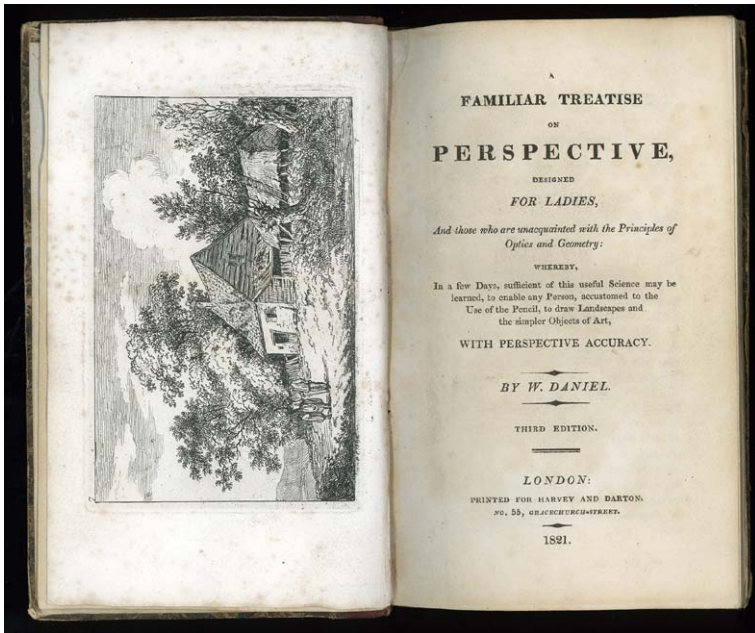 A
FAMILIAR TREATISE
ON
PERSPECTIVE,
DESIGNED
FOR LADIES,
And those who are unacquainted with the Principles of
Optics and Geometry:
WHEREBY,
In a few Days, sufficient of this useful Science may be
learned, to enable any Person, accustomed to the
Use of the Pencil, to draw Landscapes and
the simpler Objects of Art,
WITH PERSPECTIVE ACCURACY.
BY W. DANIEL.
THIRD EDITION.
LONDON:
PRINTED FOR HARVEY AND DARTON,
NO. 55, GRACECHURCH-STREET.
1821.